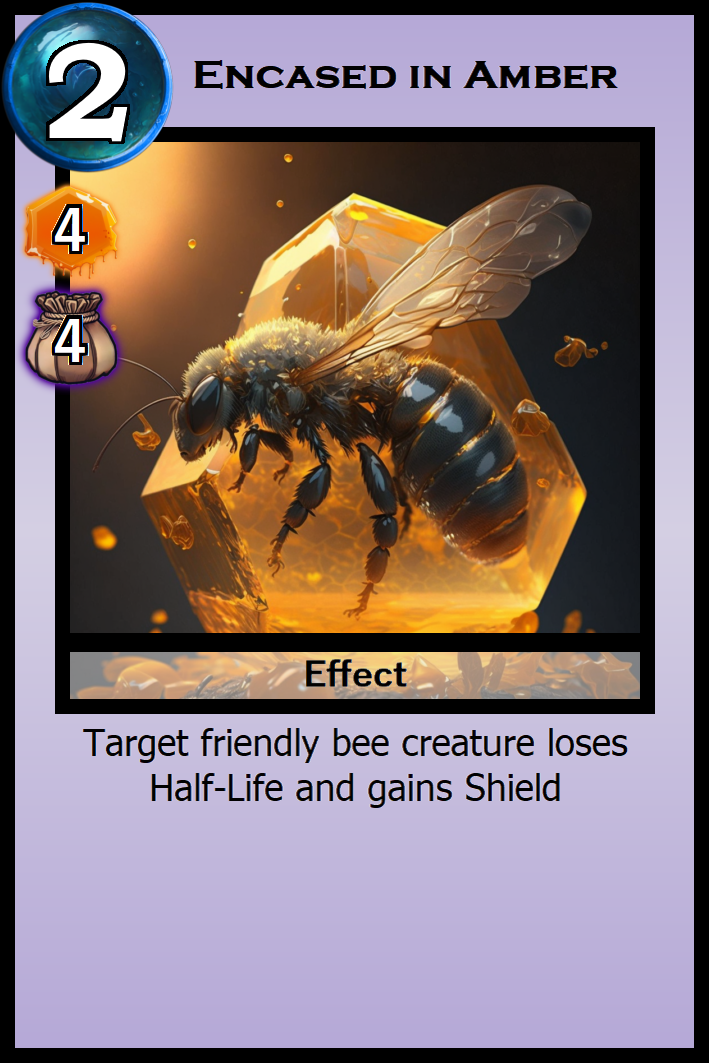 2
Encased in Amber
4
4
Effect
Target friendly bee creature loses
Half-Life and gains Shield